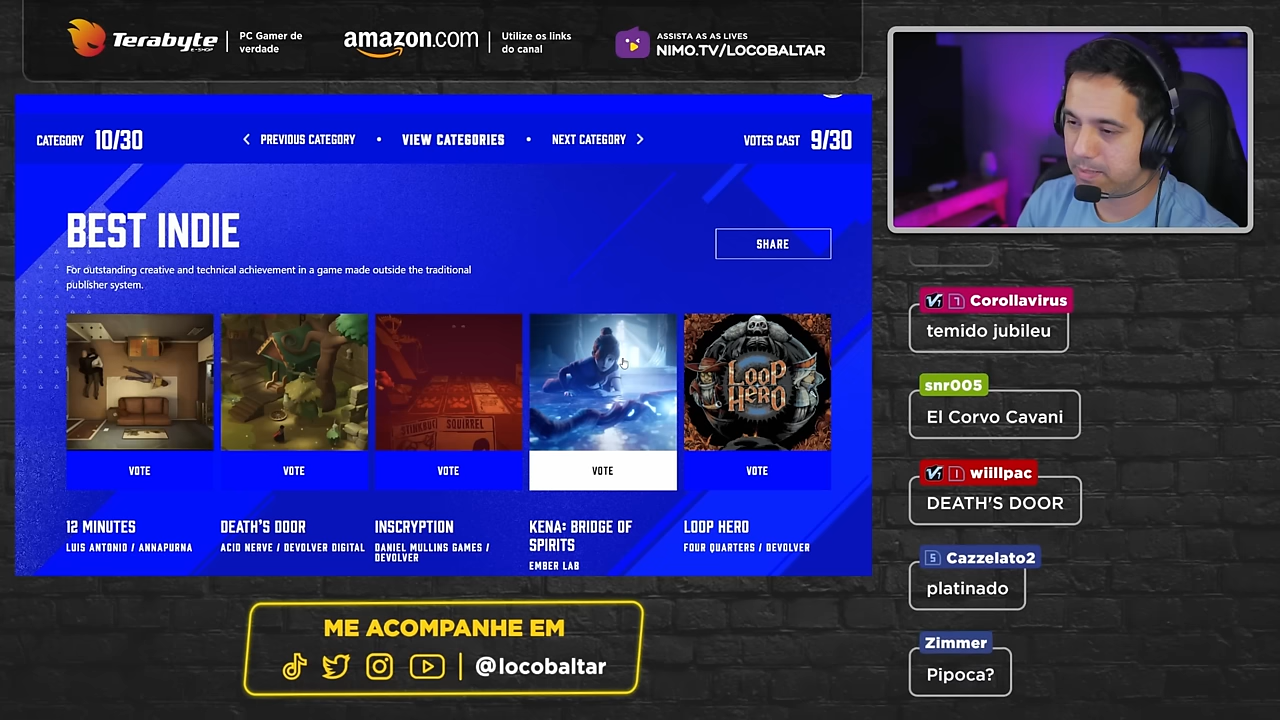 Terabyte
E-SHOP
PC Gamer de
verdade
amazon.com
Utilize os links
do canal
ASSISTA AS AS LIVES
NIMO.TV/LOCOBALTAR
CATEGORY 10/30
PREVIOUS CATEGORY • VIEW CATEGORIES • NEXT CATEGORY
VOTES CAST 9/30
BEST INDIE
For outstanding creative and technical achievement in a game made outside the traditional
publisher system.
SHARE
SQUIRREL
LOOP
HERO
VOTE
VOTE
VOTE
VOTE
VOTE
12 MINUTES
LUIS ANTONIO / ANNAPURNA
DEATH'S DOOR
ACID NERVE / DEVOLVER DIGITAL
INSCRYPTION
DANIEL MULLINS GAMES /
DEVOLVER
KENA: BRIDGE OF
SPIRITS
EMBER LAB
LOOP HERO
FOUR QUARTERS / DEVOLVER
Corollavirus
temido jubileu
snr005
El Corvo Cavani
wiillpac
DEATH'S DOOR
5 Cazzelato2
platinado
Zimmer
Pipoca?
ME ACOMPANHE EM
@locobaltar